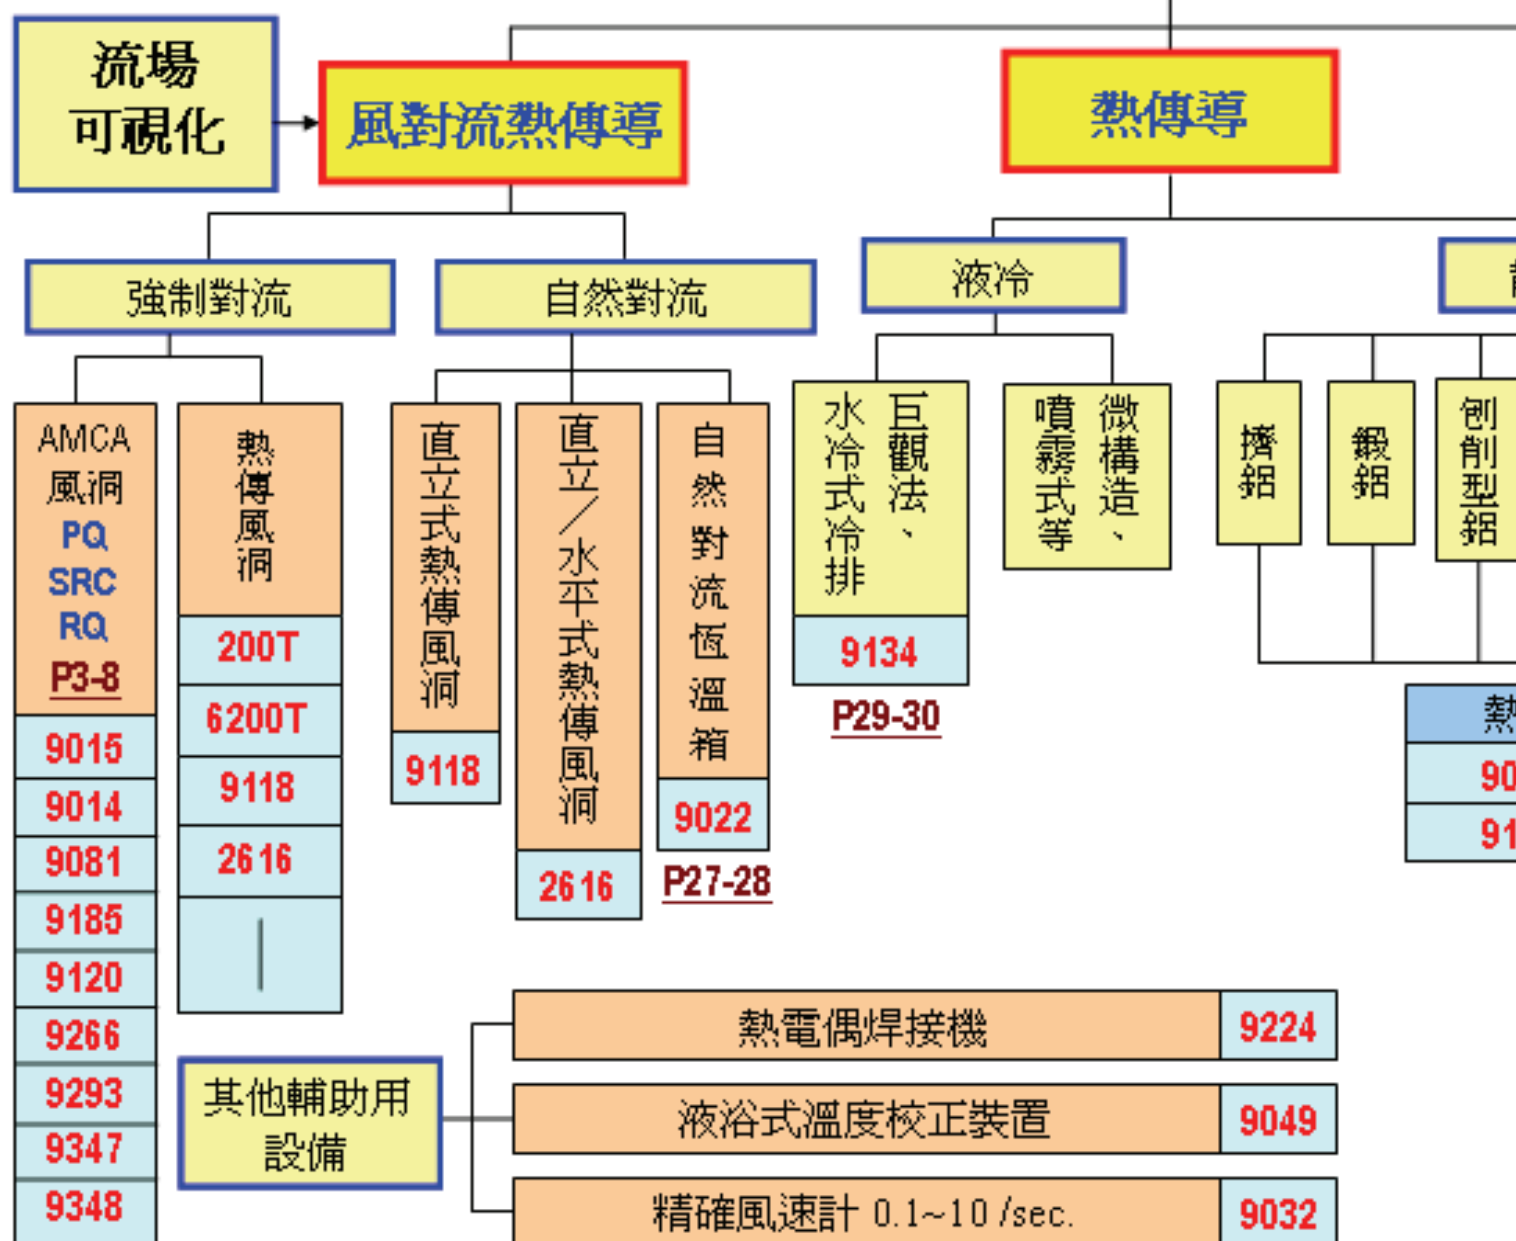 流場
可視化
風對流熱傳導
熱傳導
強制對流
自然對流
液冷
AMCA
風洞
PQ
SRC
RQ
P3-8
9015
9014
9081
9185
9120
9266
9293
9347
9348
熱傳風洞
200T
6200T
9118
2616
直立式熱傳風洞
9118
直立／水平式熱傳風洞
2616
自然對流恆溫箱
9022
P27-28
巨觀法、
水冷式冷排
9134
P29-30
微構造、
噴霧式等
擠鋁
鍛鋁
刨削型鋁
熱
90
91
其他輔助用
設備
熱電偶焊接機
9224
液浴式溫度校正裝置
9049
精確風速計 0.1~10 /sec.
9032